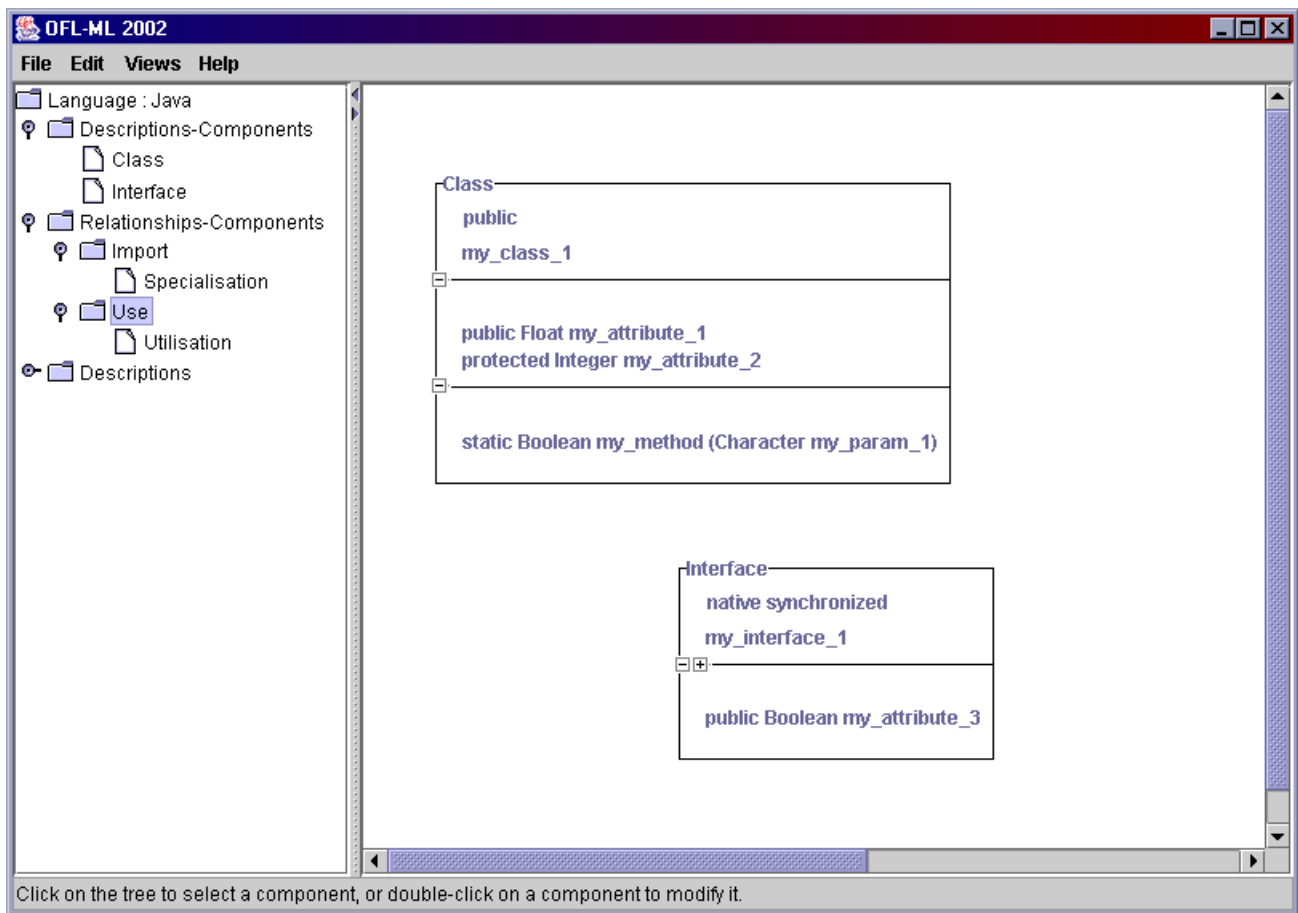 OFL-ML 2002
File Edit Views Help
Language : Java
Descriptions-Components
Class
Interface
Relationships-Components
Import
Specialisation
Use
Utilisation
Descriptions
Class
public
my_class_1
public Float my_attribute_1
protected Integer my_attribute_2
static Boolean my_method (Character my_param_1)
Interface
native synchronized
my_interface_1
public Boolean my_attribute_3
Click on the tree to select a component, or double-click on a component to modify it.